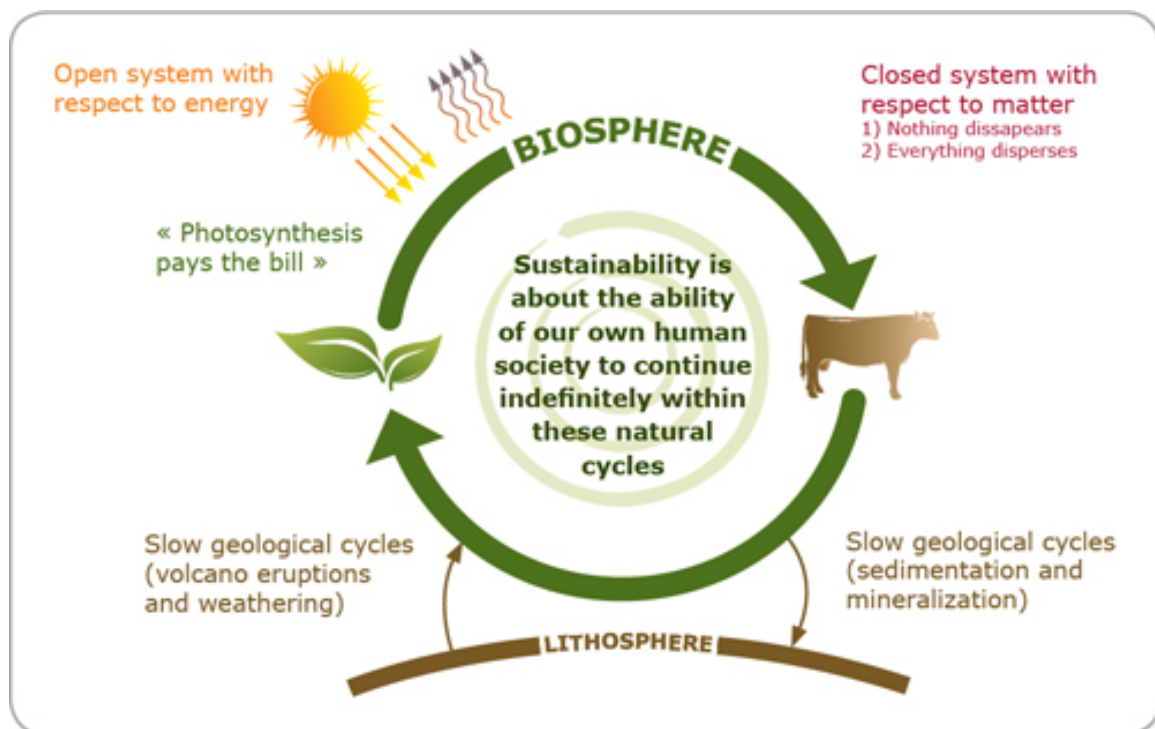 Open system with
respect to energy
Closed system with
respect to matter
1) Nothing dissapears
2) Everything disperses
BIOSPHERE
« Photosynthesis
pays the bill »
Sustainability is
about the ability
of our own human
society to continue
indefinitely within
these natural
cycles
Slow geological cycles
(volcano eruptions
and weathering)
Slow geological cycles
(sedimentation and
mineralization)
LITHOSPHERE